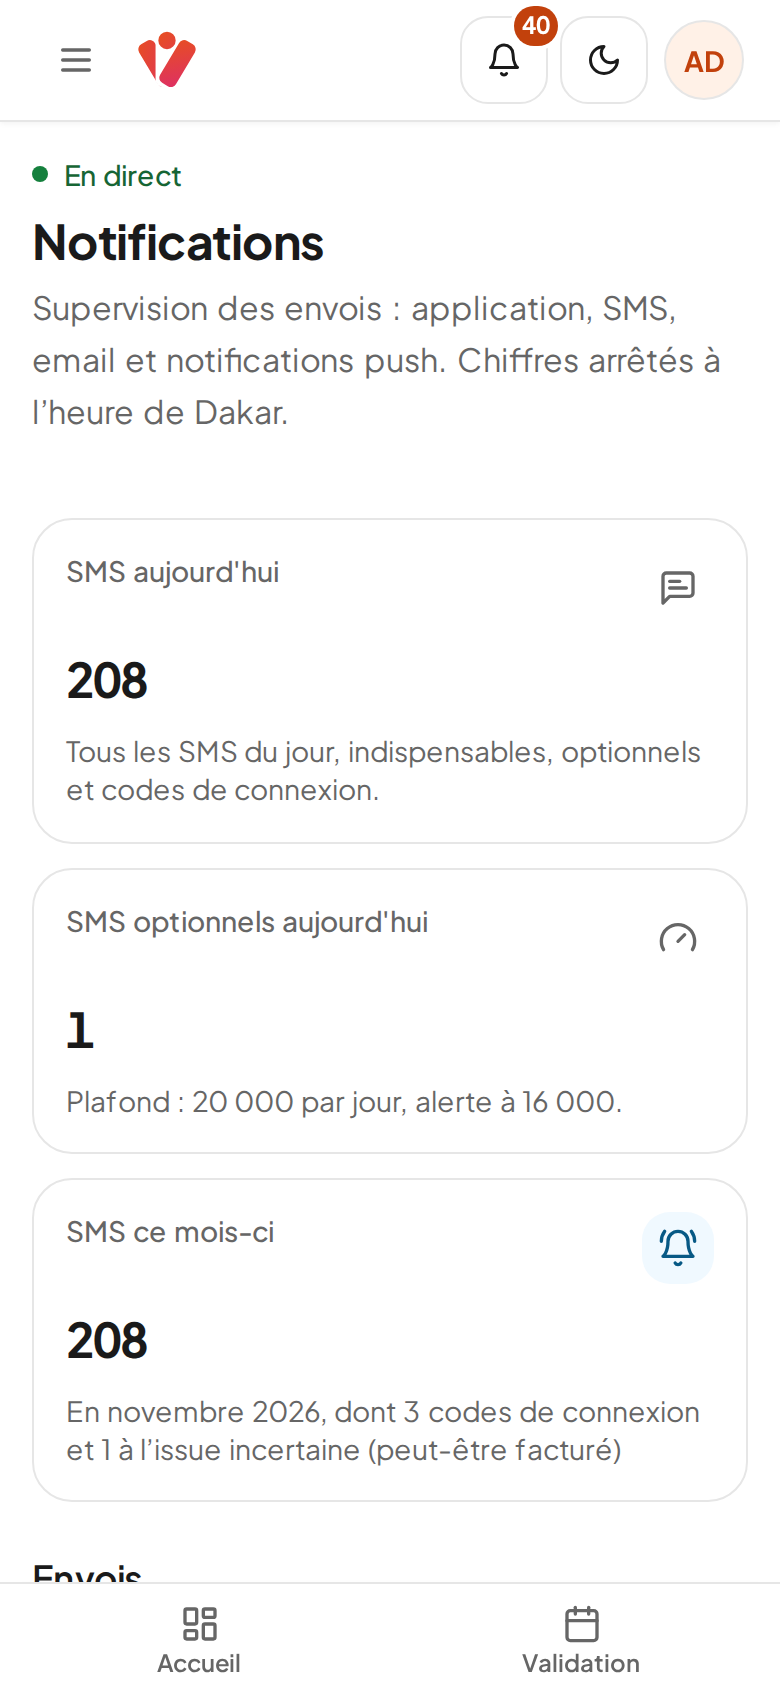 40
AD
En direct
Notifications
Supervision des envois : application, SMS,
email et notifications push. Chiffres arrêtés à
l’heure de Dakar.
SMS aujourd'hui
208
Tous les SMS du jour, indispensables, optionnels
et codes de connexion.
SMS optionnels aujourd'hui
1
Plafond : 20 000 par jour, alerte à 16 000.
SMS ce mois-ci
208
En novembre 2026, dont 3 codes de connexion
et 1 à l’issue incertaine (peut-être facturé)
Envois
Accueil
Validation